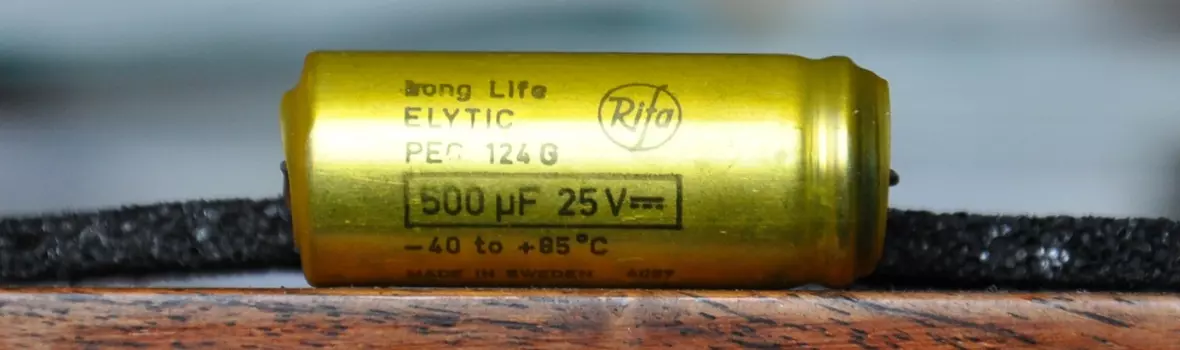 Long Life
ELYTIC
Rifa
PEG 124 G
500 µF 25 V⎓
−40 to +85°C
MADE IN SWEDEN